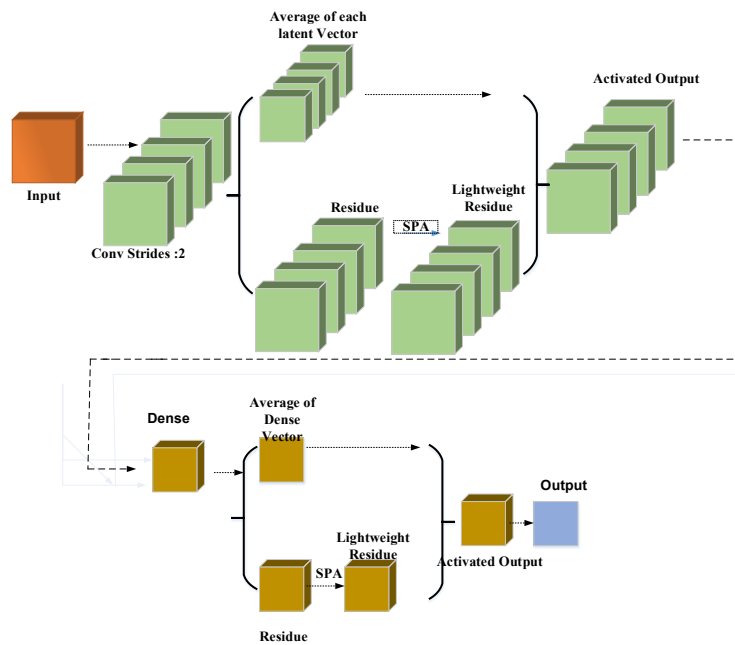 Average of each
latent Vector
Activated Output
Input
Conv Strides :2
Residue
SPA
Lightweight
Residue
Dense
Average of
Dense
Vector
Output
Lightweight
Residue
SPA
Activated Output
Residue